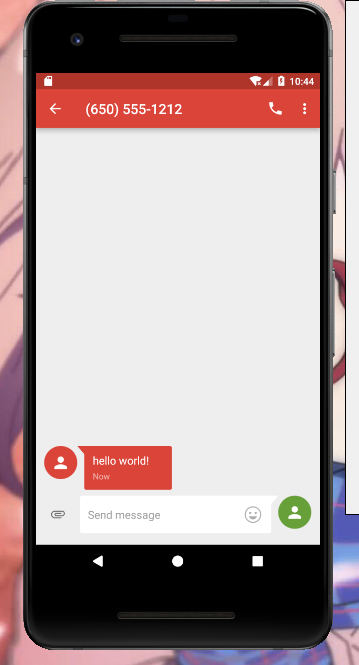 10:44
(650) 555-1212
hello world!
Now
Send message